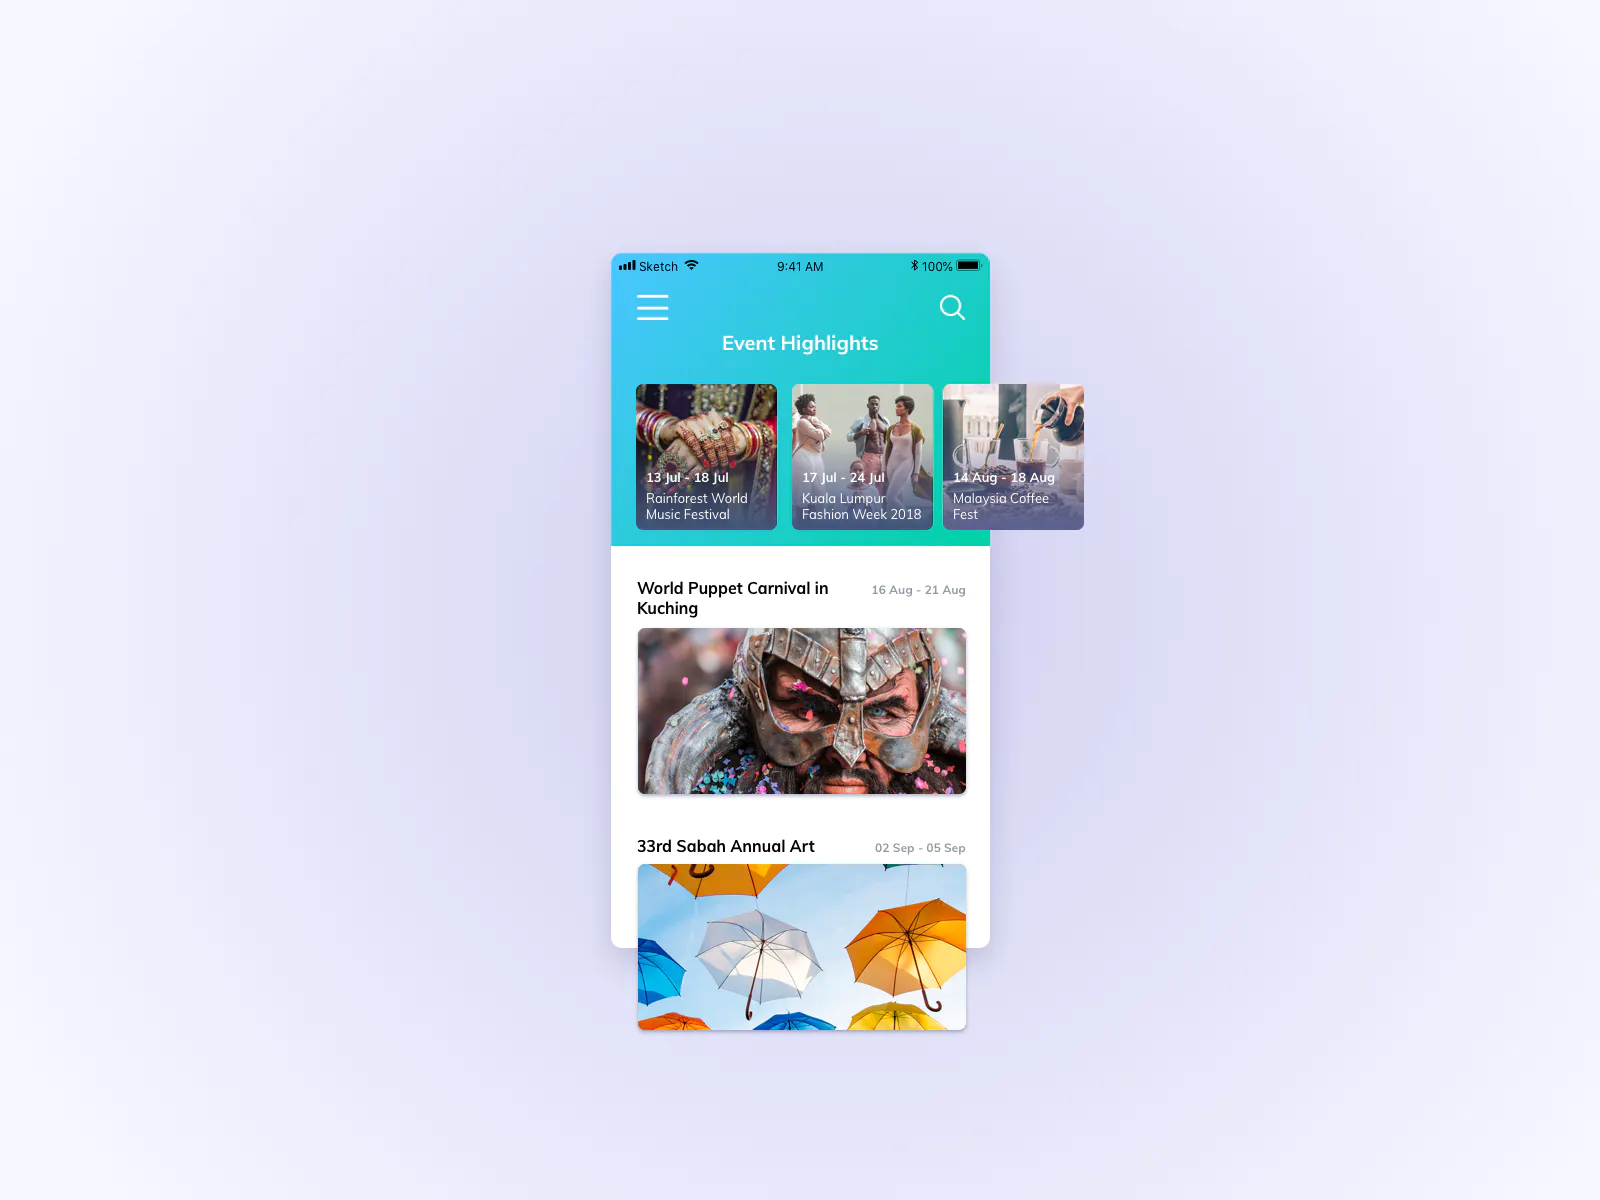 Sketch 9:41 AM 100%
Event Highlights
13 Jul - 18 Jul
Rainforest World
Music Festival
17 Jul - 24 Jul
Kuala Lumpur
Fashion Week 2018
14 Aug - 18 Aug
Malaysia Coffee
Fest
World Puppet Carnival in
Kuching
16 Aug - 21 Aug
33rd Sabah Annual Art
02 Sep - 05 Sep